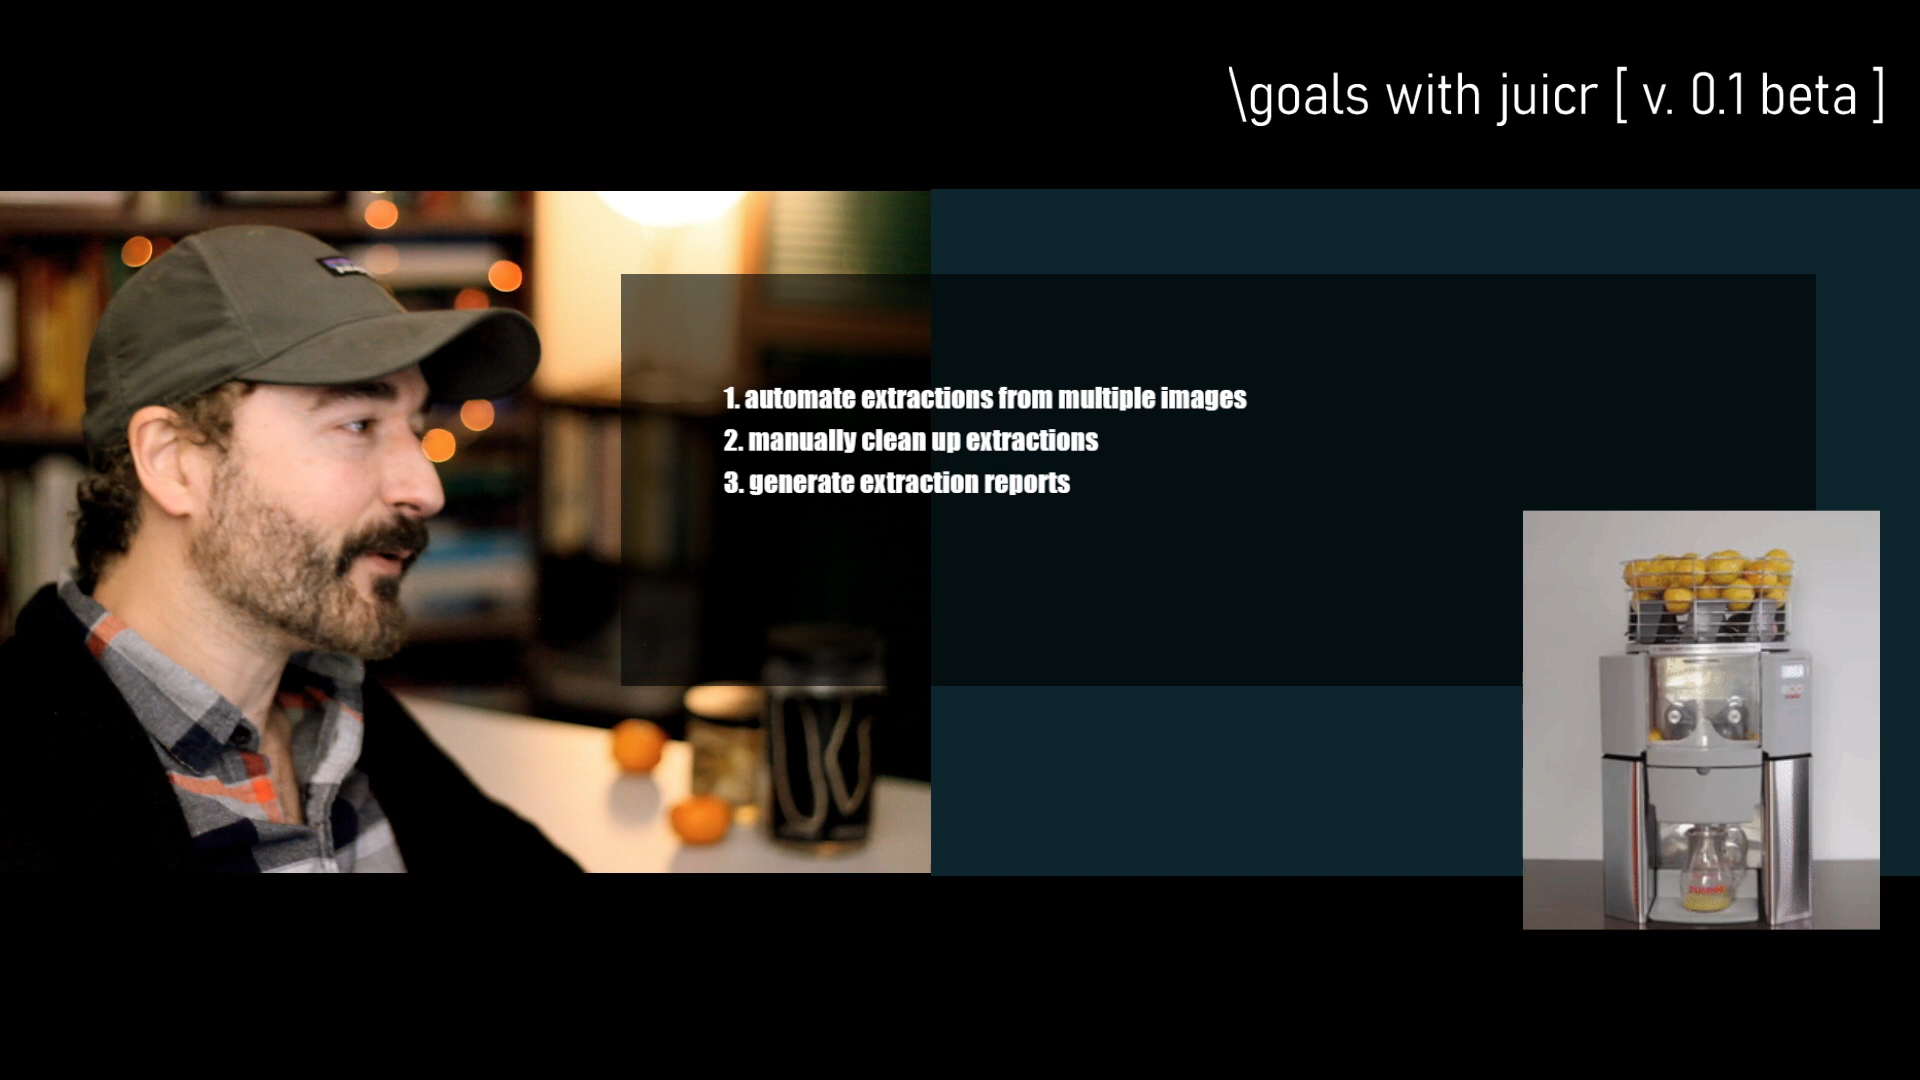 \goals with juicr [ v. 0.1 beta ]
1. automate extractions from multiple images
2. manually clean up extractions
3. generate extraction reports